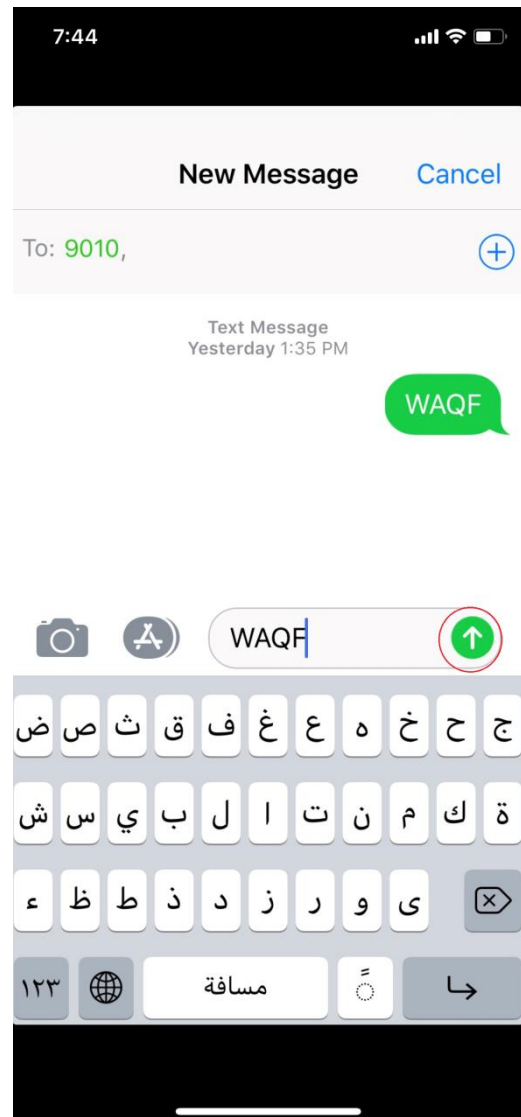 7:44
New Message
Cancel
To: 9010,
Text Message
Yesterday 1:35 PM
WAQF
WAQF
ض ص ث ق ف غ ع ه خ ح ج
ش س ي ب ل ا ت ن م ك ة
ء ظ ط ذ د ز ر و ى
١٢٣
مسافة